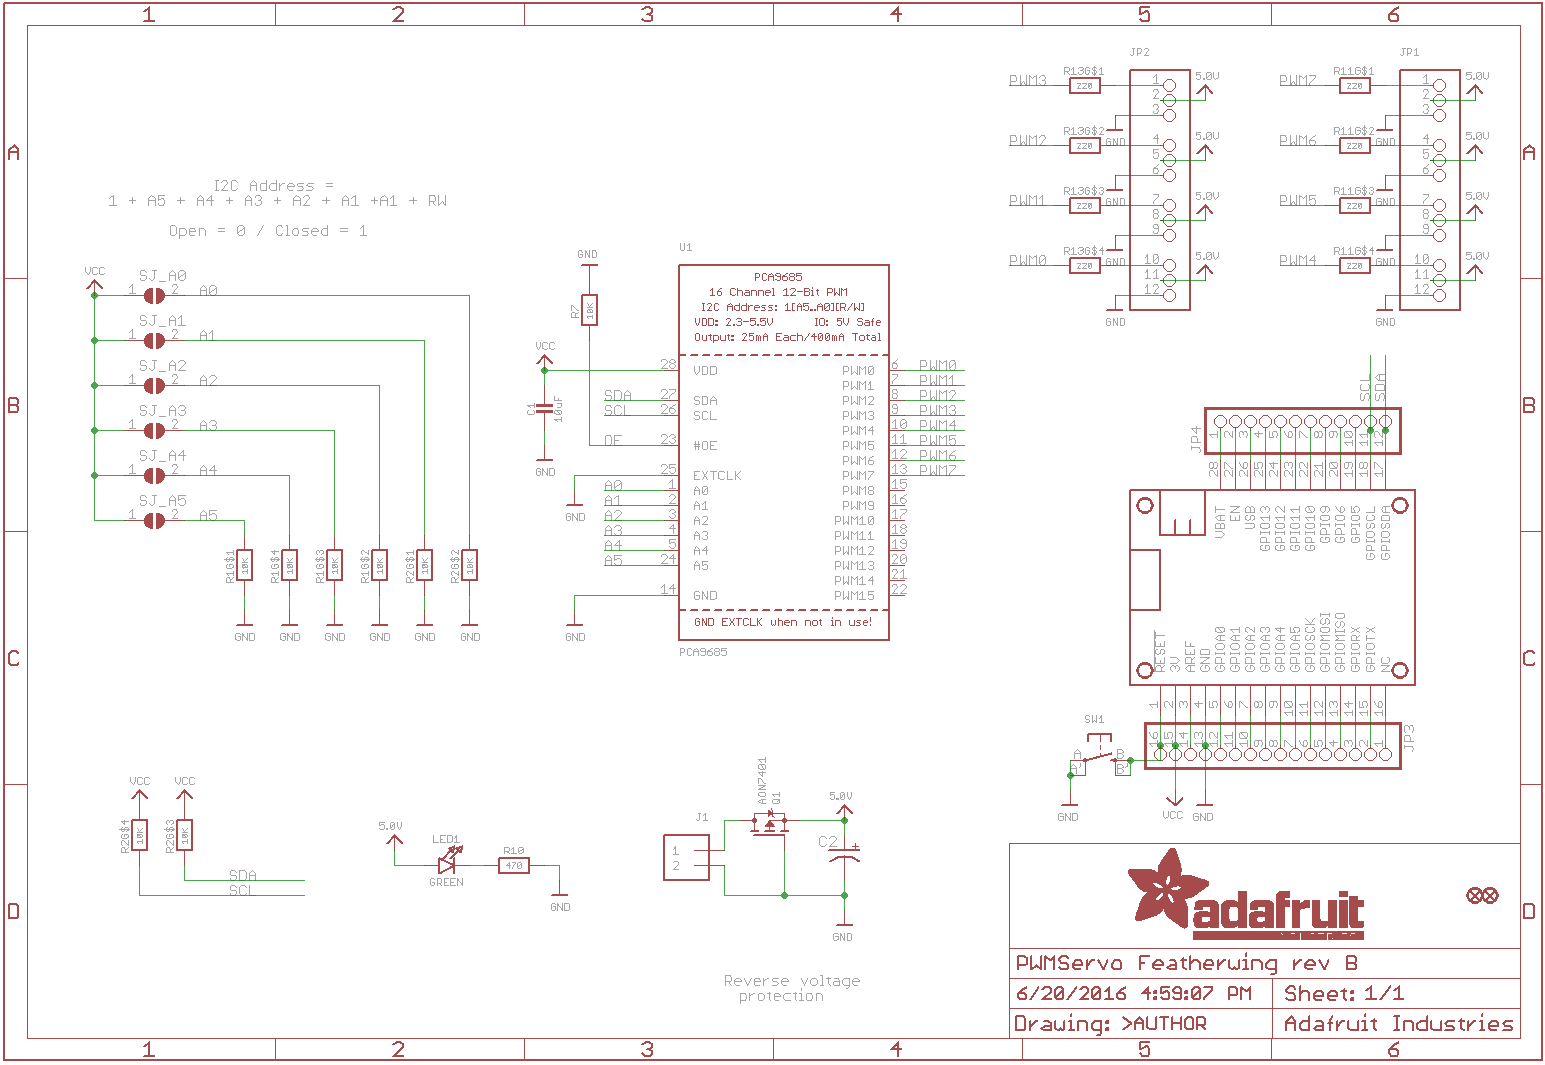 1 2 3 4 5 6
A
B
C
D
A
B
C
D
1 2 3 4 5 6
I2C Address =
1 + A5 + A4 + A3 + A2 + A1 +A1 + RW
Open = 0 / Closed = 1
VCC
SJ_A0
1 2 A0
SJ_A1
1 2 A1
SJ_A2
1 2 A2
SJ_A3
1 2 A3
SJ_A4
1 2 A4
SJ_A5
1 2 A5
R1G$1 10K
R1G$4 10K
R1G$3 10K
R1G$2 10K
R2G$1 10K
R2G$2 10K
GND GND GND GND GND GND
GND
R7 10K
VCC
C1 10uF
GND
SDA
SCL
OE
GND
A0
A1
A2
A3
A4
A5
GND
U1
PCA9685
16 Channel 12-Bit PWM
I2C Address: 1[A5..A0][R/W]
VDD: 2.3-5.5V IO: 5V Safe
Output: 25mA Each/400mA Total
28 VDD PWM0 6 PWM0
PWM1 7 PWM1
27 SDA PWM2 8 PWM2
26 SCL PWM3 9 PWM3
PWM4 10 PWM4
23 #OE PWM5 11 PWM5
PWM6 12 PWM6
25 EXTCLK PWM7 13 PWM7
1 A0 PWM8 15
2 A1 PWM9 16
3 A2 PWM10 17
4 A3 PWM11 18
5 A4 PWM12 19
24 A5 PWM13 20
PWM14 21
14 GND PWM15 22
GND EXTCLK when not in use!
PCA9685
JP2
PWM3 R13G$1 220 1 2 3 5.0V GND
PWM2 R13G$2 220 4 5 6 5.0V GND
PWM1 R13G$3 220 7 8 9 5.0V GND
PWM0 R13G$4 220 10 11 12 5.0V GND
JP1
PWM7 R11G$1 220 1 2 3 5.0V GND
PWM6 R11G$2 220 4 5 6 5.0V GND
PWM5 R11G$3 220 7 8 9 5.0V GND
PWM4 R11G$4 220 10 11 12 5.0V GND
SCL
SDA
JP4
1 2 3 4 5 6 7 8 9 10 11 12
28 27 26 25 24 23 22 21 20 19 18 17
VBAT EN USB GPIO13 GPIO12 GPIO11 GPIO10 GPIO9 GPIO6 GPIO5 GPIOSCL GPIOSDA
RESET 3V AREF GND GPIOA0 GPIOA1 GPIOA2 GPIOA3 GPIOA4 GPIOA5 GPIOSCK GPIOMOSI GPIOMISO GPIORX GPIOTX NC
1 2 3 4 5 6 7 8 9 10 11 12 13 14 15 16
16 15 14 13 12 11 10 9 8 7 6 5 4 3 2 1
JP3
SW1
A B
A' B'
GND
VCC
GND
VCC VCC
R2G$4 10K
R2G$3 10K
SDA
SCL
5.0V
LED1
GREEN
R10
470
GND
J1
1
2
AON7401
Q1
5.0V
C2 +
GND
Reverse voltage
protection
adafruit
PWMServo Featherwing rev B
6/20/2016 4:59:07 PM
Sheet: 1/1
Drawing: >AUTHOR
Adafruit Industries